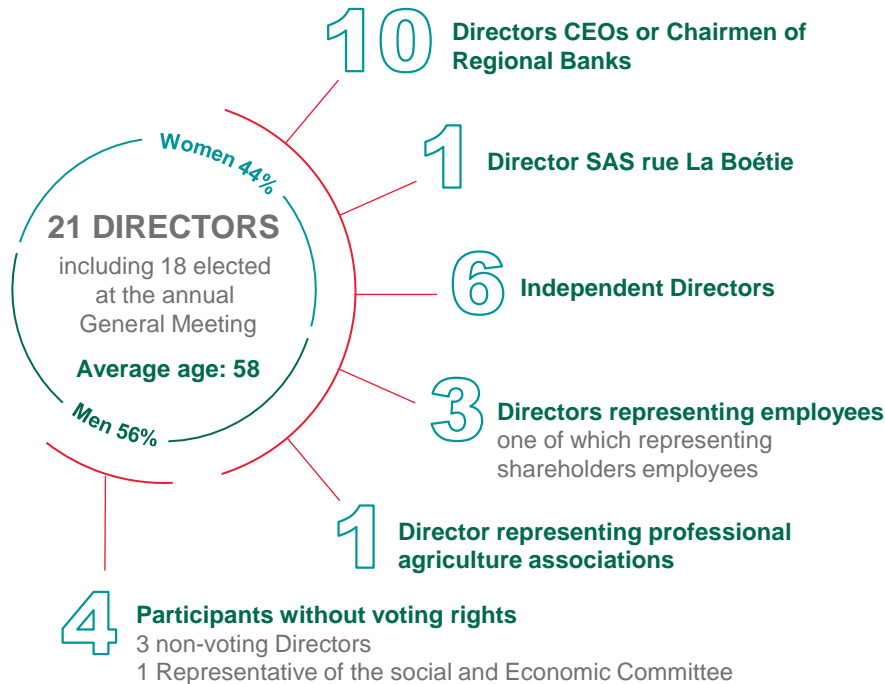 10
Directors CEOs or Chairmen of
Regional Banks
Women 44%
1
Director SAS rue La Boétie
21 DIRECTORS
including 18 elected
at the annual
General Meeting
Average age: 58
Men 56%
6
Independent Directors
3
Directors representing employees
one of which representing
shareholders employees
1
Director representing professional
agriculture associations
4
Participants without voting rights
3 non-voting Directors
1 Representative of the social and Economic Committee